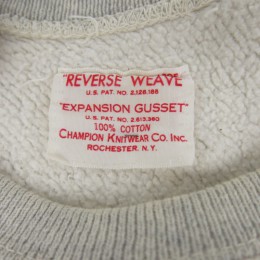 "REVERSE WEAVE"
U.S. PAT. NO. 2,128,188
"EXPANSION GUSSET"
U.S. PAT. NO. 2,613,360
100% COTTON
CHAMPION KNITWEAR CO. INC.
ROCHESTER, N.Y.